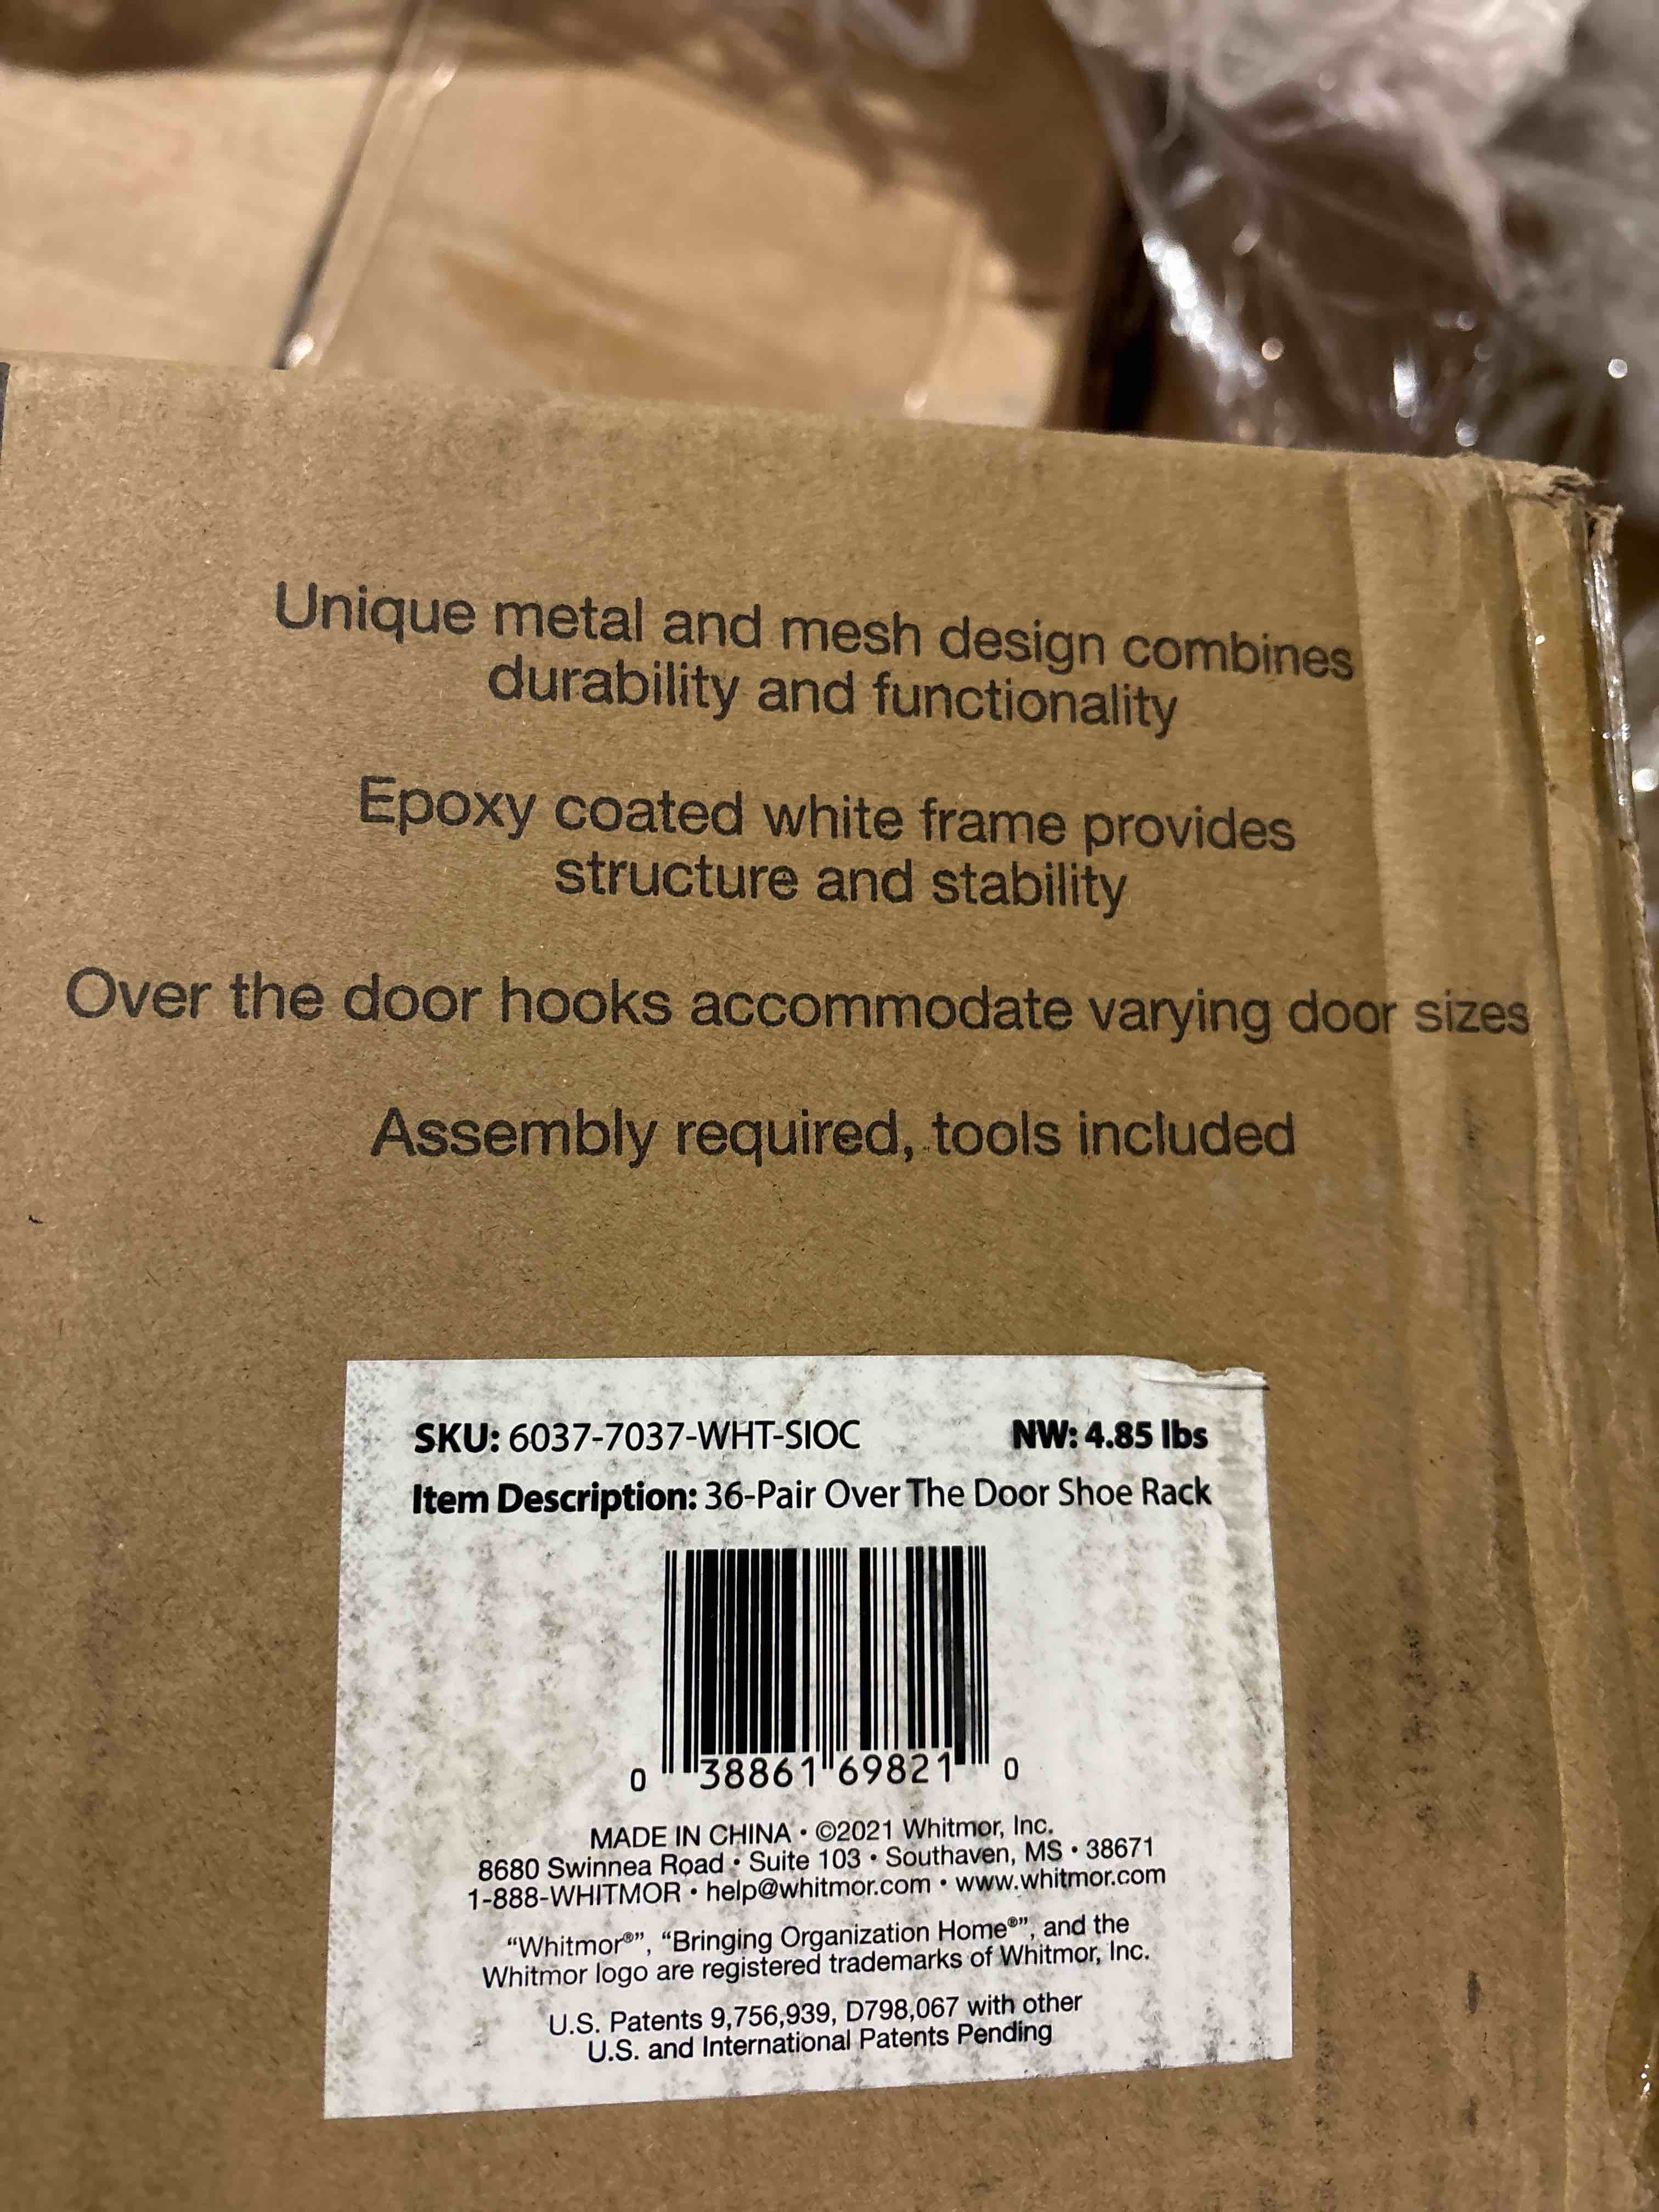 Unique metal and mesh design combines
durability and functionality
Epoxy coated white frame provides
structure and stability
Over the door hooks accommodate varying door sizes
Assembly required, tools included
SKU: 6037-7037-WHT-SIOC NW: 4.85 lbs
Item Description: 36-Pair Over The Door Shoe Rack
0 38861 69821 0
MADE IN CHINA • ©2021 Whitmor, Inc.
8680 Swinnea Road • Suite 103 • Southaven, MS • 38671
1-888-WHITMOR • help@whitmor.com • www.whitmor.com
“Whitmor®”, “Bringing Organization Home®”, and the
Whitmor logo are registered trademarks of Whitmor, Inc.
U.S. Patents 9,756,939, D798,067 with other
U.S. and International Patents Pending